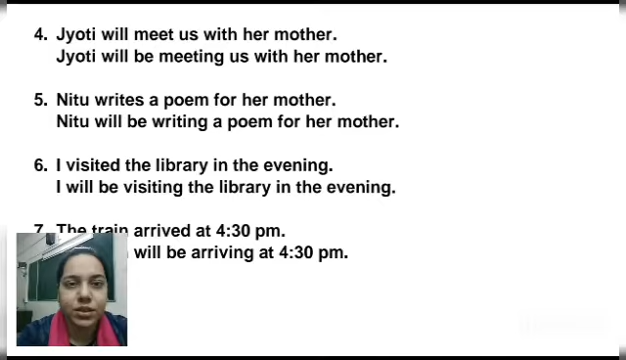 4. Jyoti will meet us with her mother.
Jyoti will be meeting us with her mother.
5. Nitu writes a poem for her mother.
Nitu will be writing a poem for her mother.
6. I visited the library in the evening.
I will be visiting the library in the evening.
7. The train arrived at 4:30 pm.
will be arriving at 4:30 pm.